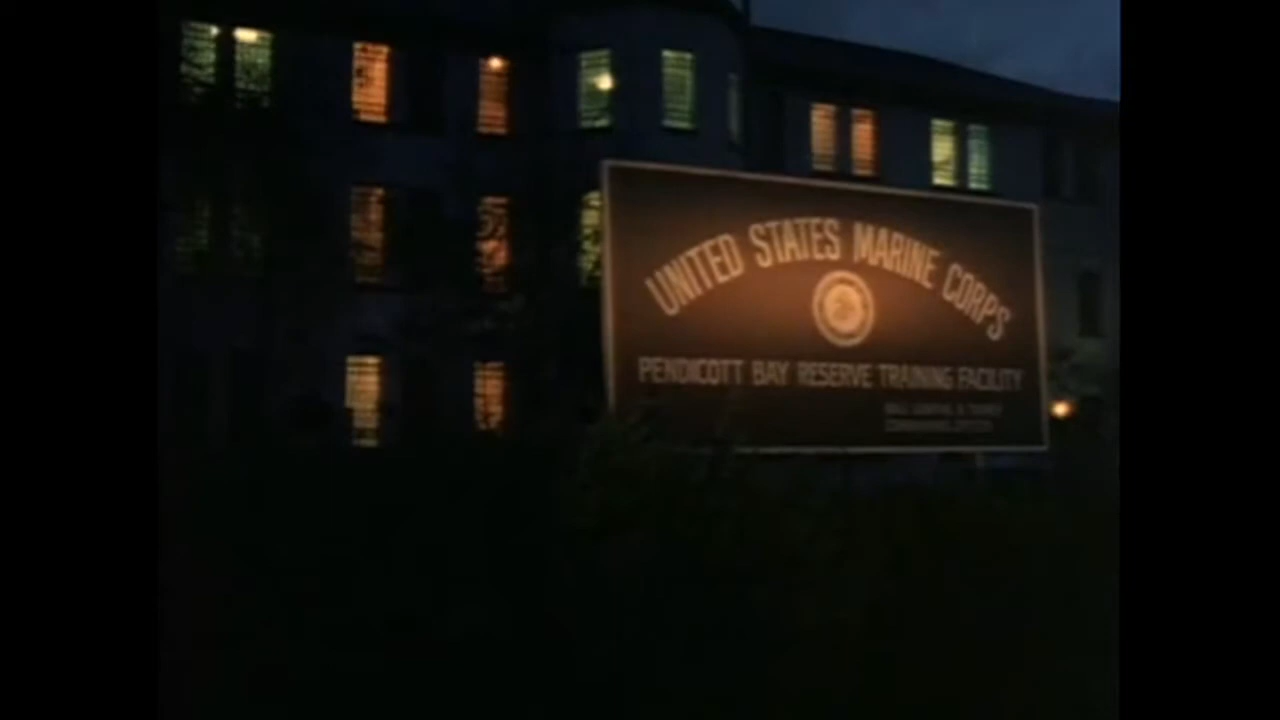 UNITED STATES MARINE CORPS
PENDICOTT BAY RESERVE TRAINING FACILITY